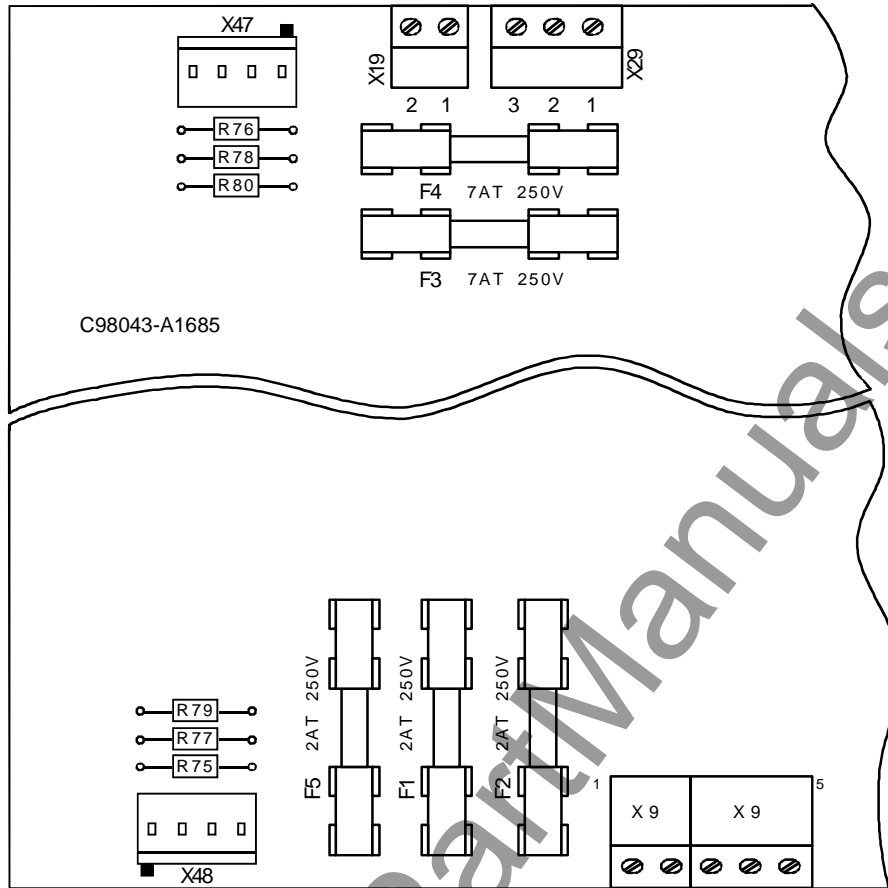 X47
X19
X29
2 1
3 2 1
R76
R78
R80
F4 7AT 250V
F3 7AT 250V
C98043-A1685
R79
R77
R75
X48
F5
2AT 250V
F1
2AT 250V
F2
2AT 250V
1
X 9
X 9
5
PartManuals